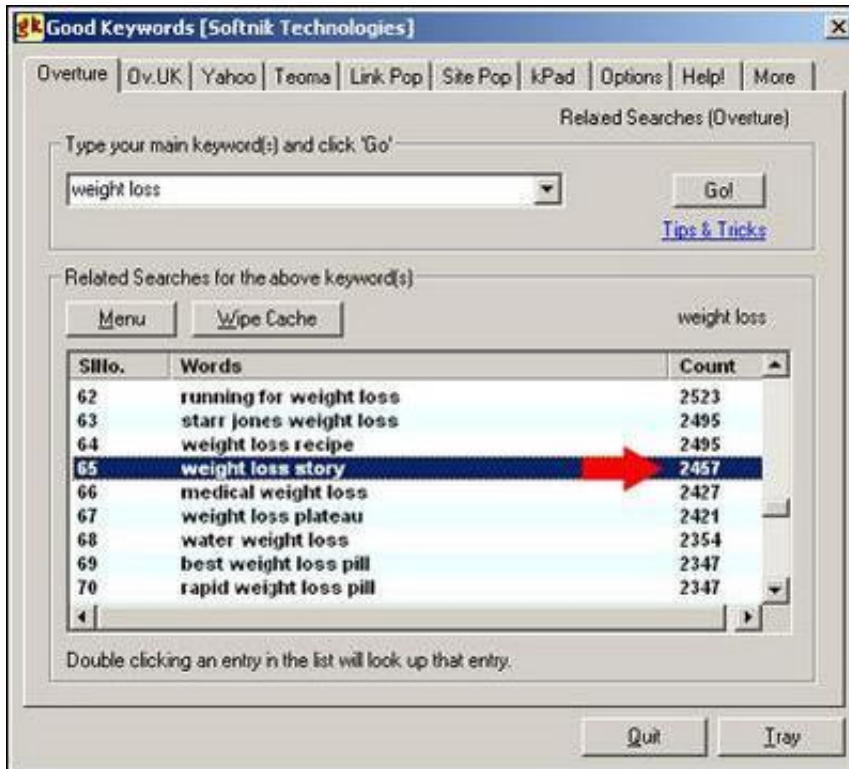 gk Good Keywords [Softnik Technologies]
Overture Ov.UK Yahoo Teoma Link Pop Site Pop kPad Options Help! More
Related Searches (Overture)
Type your main keyword(s) and click 'Go'
weight loss Go!
Tips & Tricks
Related Searches for the above keyword(s)
Menu Wipe Cache weight loss
SlNo. Words Count
62 running for weight loss 2523
63 starr jones weight loss 2495
64 weight loss recipe 2495
65 weight loss story 2457
66 medical weight loss 2427
67 weight loss plateau 2421
68 water weight loss 2354
69 best weight loss pill 2347
70 rapid weight loss pill 2347
Double clicking an entry in the list will look up that entry.
Quit Tray